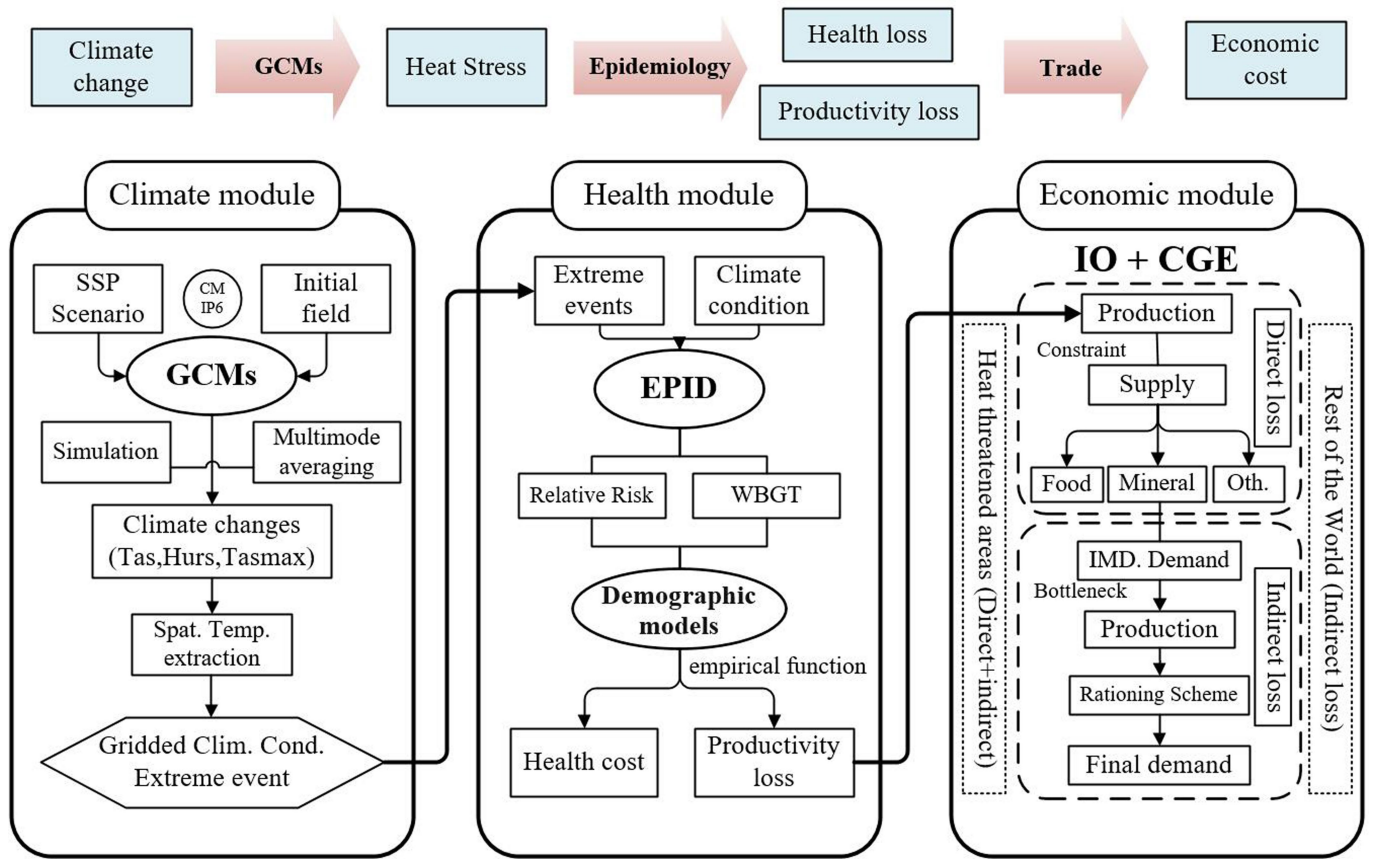 Climate
change
GCMs
Heat Stress
Epidemiology
Health loss
Productivity loss
Trade
Economic
cost
Climate module
SSP
Scenario
CM
IP6
Initial
field
GCMs
Simulation
Multimode
averaging
Climate changes
(Tas,Hurs,Tasmax)
Spat. Temp.
extraction
Gridded Clim. Cond.
Extreme event
Health module
Extreme
events
Climate
condition
EPID
Relative Risk
WBGT
Demographic
models
empirical function
Health cost
Productivity
loss
Economic module
IO + CGE
Heat threatened areas (Direct+indirect)
Production
Constraint
Supply
Food
Mineral
Oth.
Direct loss
IMD. Demand
Bottleneck
Production
Rationing Scheme
Final demand
Indirect loss
Rest of the World (Indirect loss)